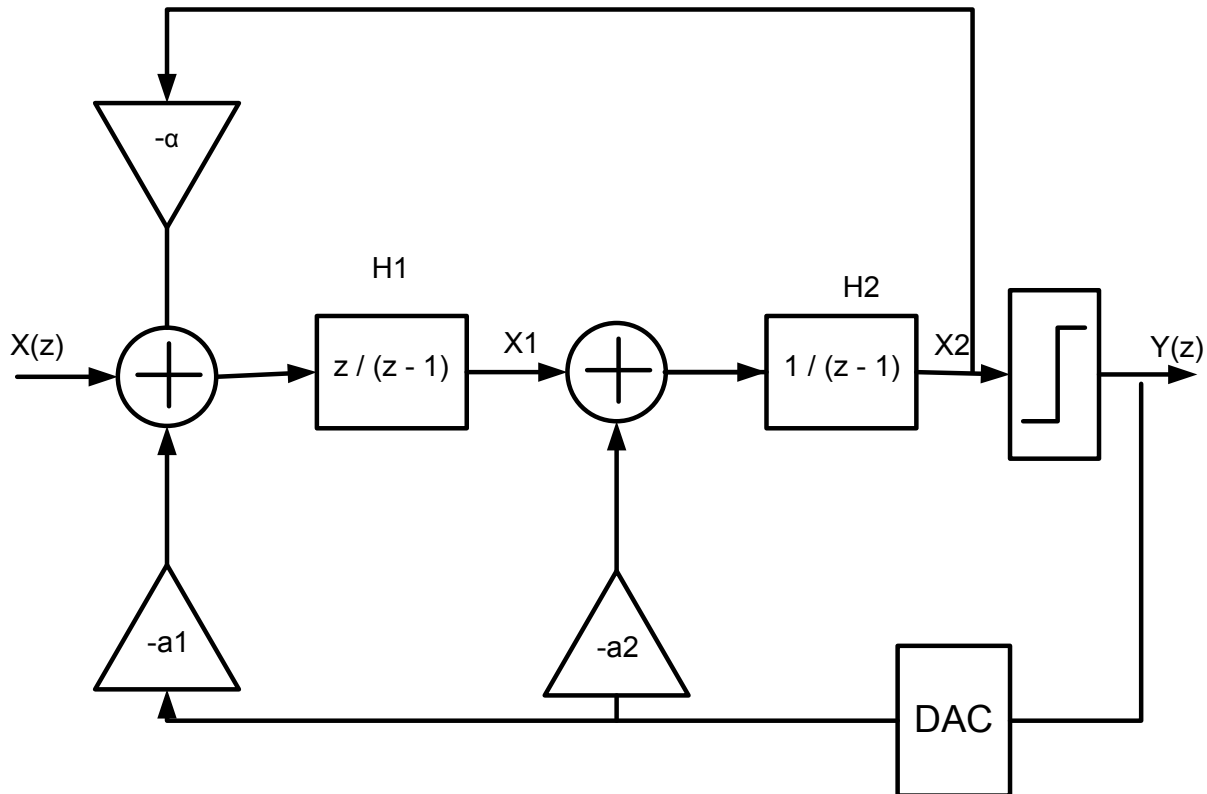 -α
H1
H2
X(z)
z / (z - 1)
X1
1 / (z - 1)
X2
Y(z)
-a1
-a2
DAC